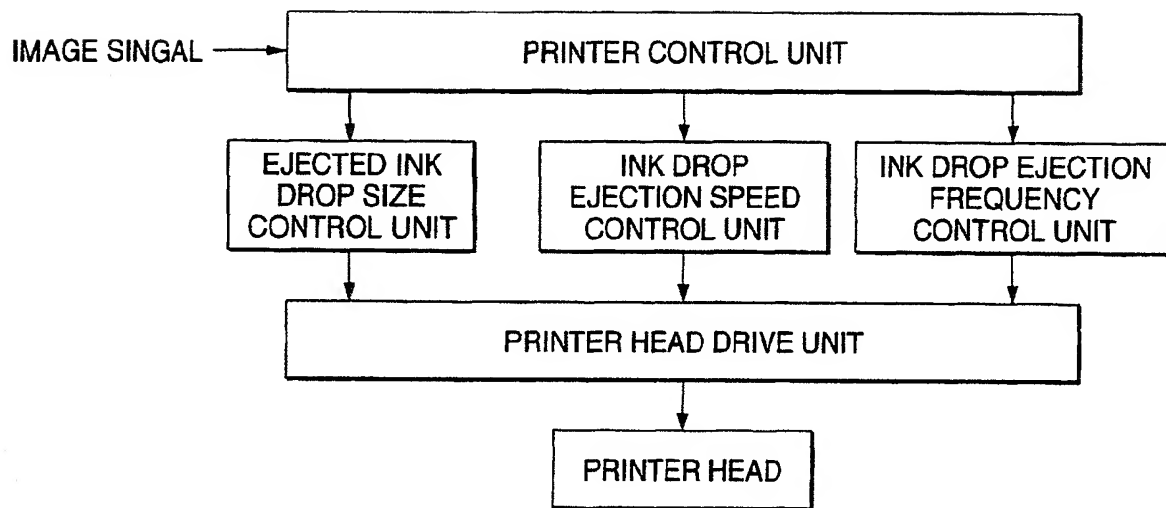 IMAGE SINGAL
PRINTER CONTROL UNIT
EJECTED INK
DROP SIZE
CONTROL UNIT
INK DROP
EJECTION SPEED
CONTROL UNIT
INK DROP EJECTION
FREQUENCY
CONTROL UNIT
PRINTER HEAD DRIVE UNIT
PRINTER HEAD